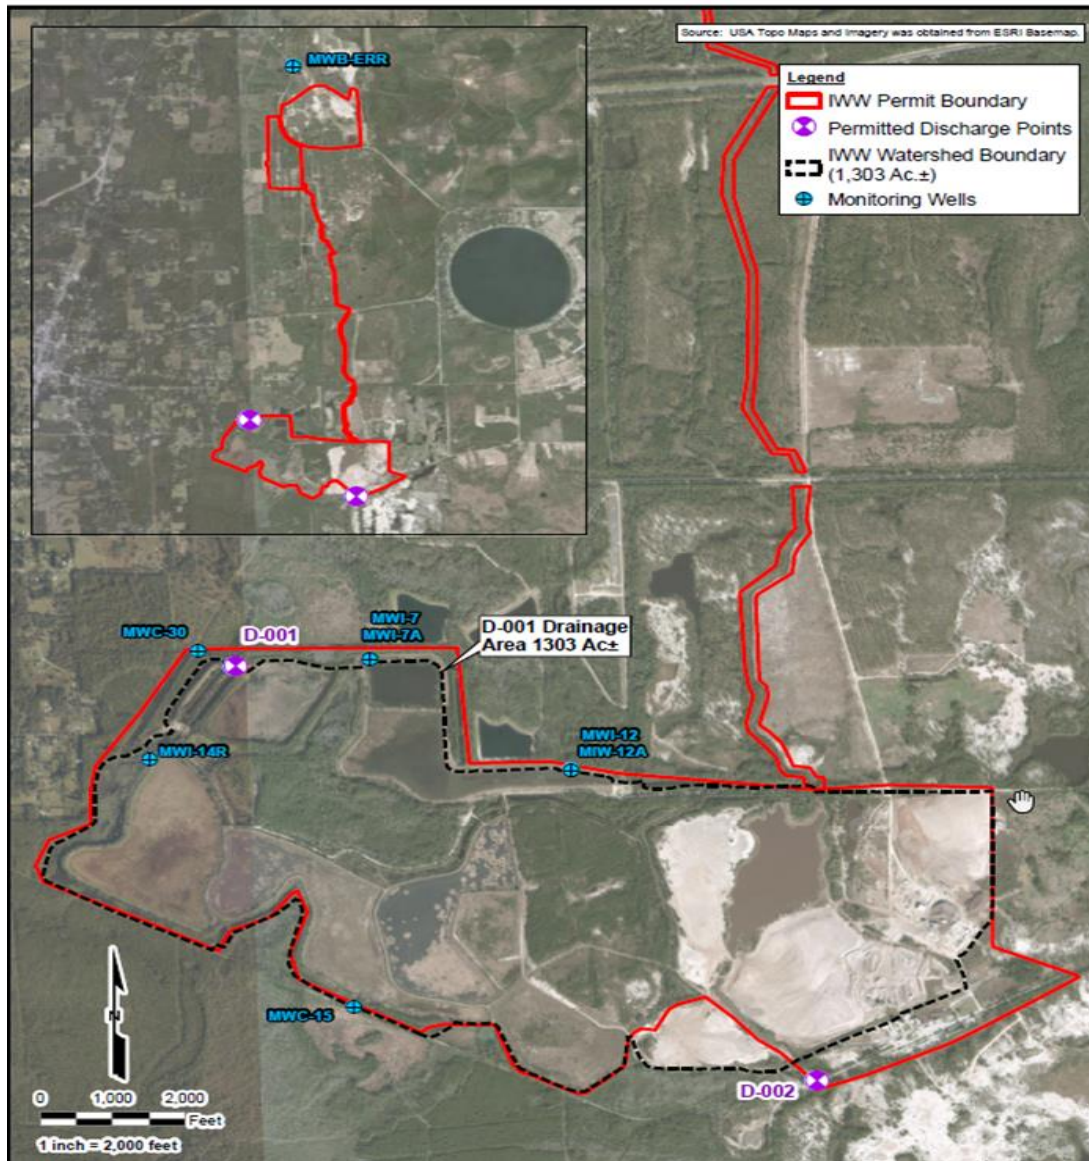 Source: USA Topo Maps and Imagery was obtained from ESRI Basemap.
MWB-ERR
Legend
IWW Permit Boundary
Permitted Discharge Points
IWW Watershed Boundary
(1,303 Ac.±)
Monitoring Wells
MWC-30
D-001
MWI-7
MWI-7A
D-001 Drainage
Area 1303 Ac±
MWI-14R
MWI-12
MIW-12A
MWC-15
N
D-002
0 1,000 2,000
Feet
1 inch = 2,000 feet